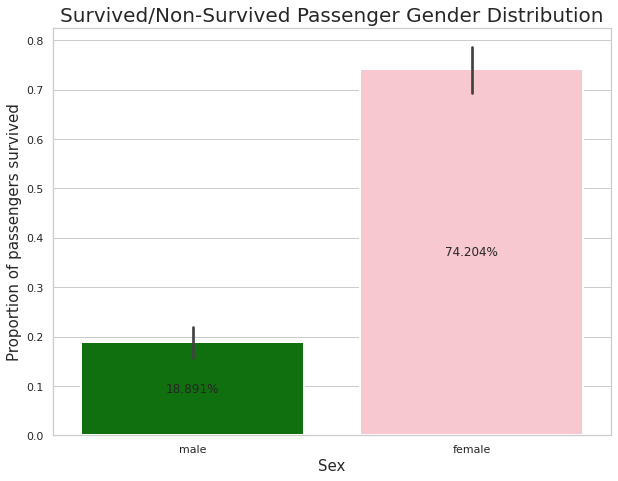 Survived/Non-Survived Passenger Gender Distribution
Proportion of passengers survived
0.8
0.7
0.6
0.5
0.4
0.3
0.2
0.1
0.0
74.204%
18.891%
male
female
Sex